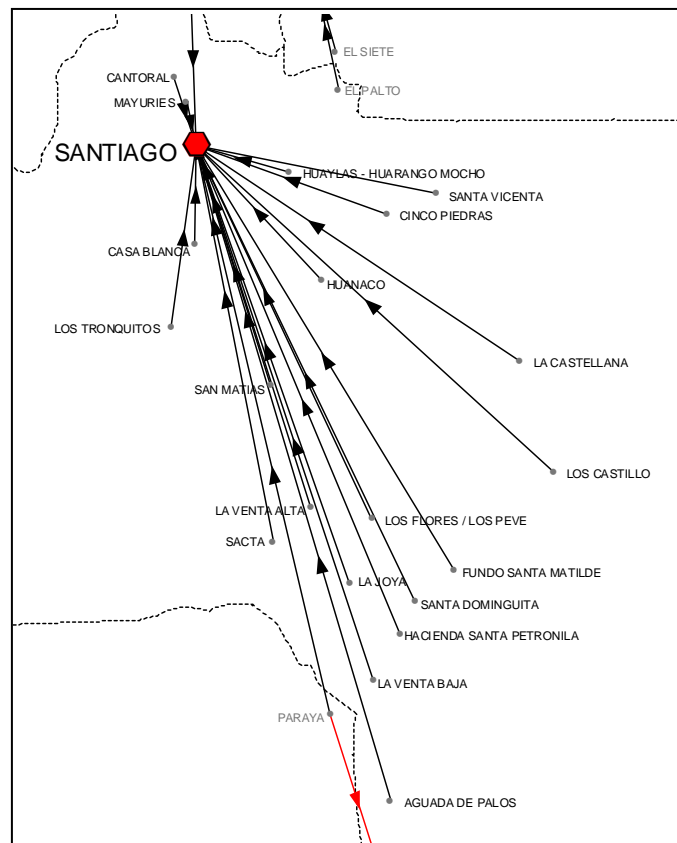 EL SIETE
CANTORAL
EL PALTO
MAYURIES
SANTIAGO
HUAYLAS - HUARANGO MOCHO
SANTA VICENTA
CINCO PIEDRAS
CASA BLANCA
HUANACO
LOS TRONQUITOS
LA CASTELLANA
SAN MATIAS
LOS CASTILLO
LA VENTA ALTA
LOS FLORES / LOS PEVE
SACTA
FUNDO SANTA MATILDE
LA JOYA
SANTA DOMINGUITA
HACIENDA SANTA PETRONILA
LA VENTA BAJA
PARAYA
AGUADA DE PALOS